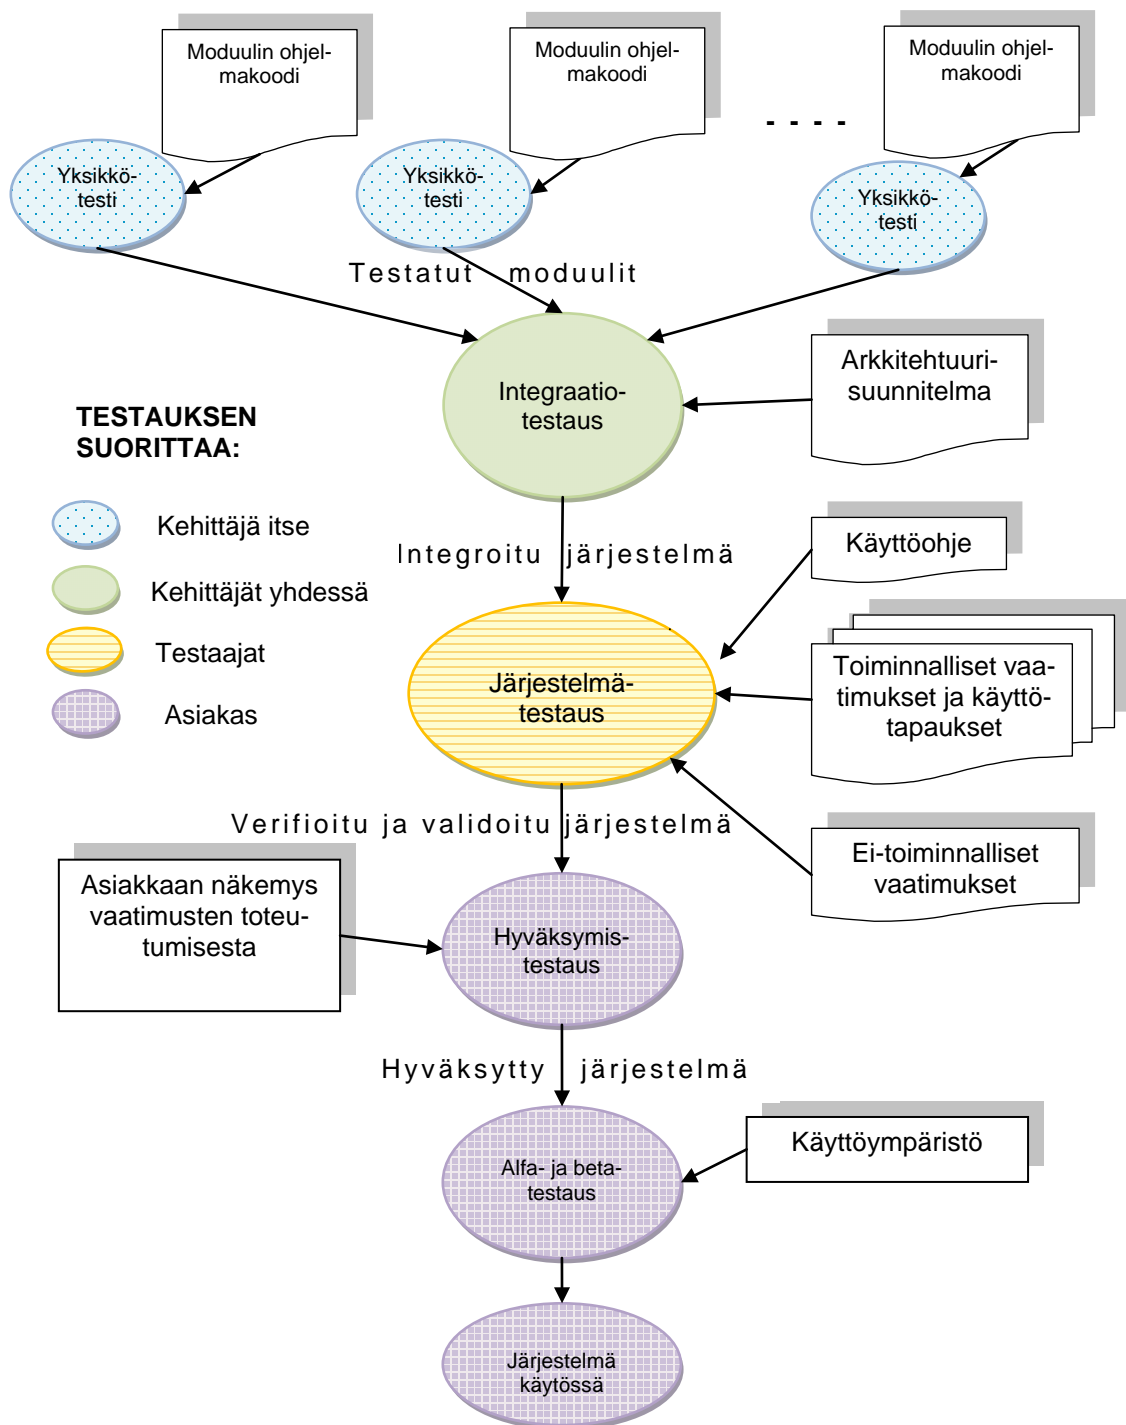 Moduulin ohjel-
makoodi
Moduulin ohjel-
makoodi
Moduulin ohjel-
makoodi
- - - -
Yksikkö-
testi
Yksikkö-
testi
Yksikkö-
testi
Testatut moduulit
Integraatio-
testaus
Arkkitehtuuri-
suunnitelma
TESTAUKSEN
SUORITTAA:
Kehittäjä itse
Kehittäjät yhdessä
Testaajat
Asiakas
Integroitu järjestelmä
Käyttöohje
Järjestelmä-
testaus
Toiminnalliset vaa-
timukset ja käyttö-
tapaukset
Verifioitu ja validoitu järjestelmä
Ei-toiminnalliset
vaatimukset
Asiakkaan näkemys
vaatimusten toteu-
tumisesta
Hyväksymis-
testaus
Hyväksytty järjestelmä
Alfa- ja beta-
testaus
Käyttöympäristö
Järjestelmä
käytössä